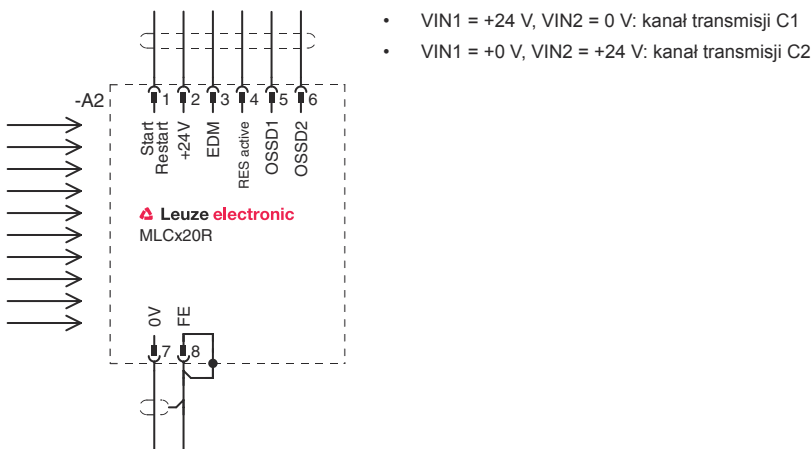 • VIN1 = +24 V, VIN2 = 0 V: kanał transmisji C1
• VIN1 = +0 V, VIN2 = +24 V: kanał transmisji C2
-A2
1 2 3 4 5 6
Start
Restart
+24V
EDM
RES active
OSSD1
OSSD2
Leuze electronic
MLCx20R
0V
FE
7 8